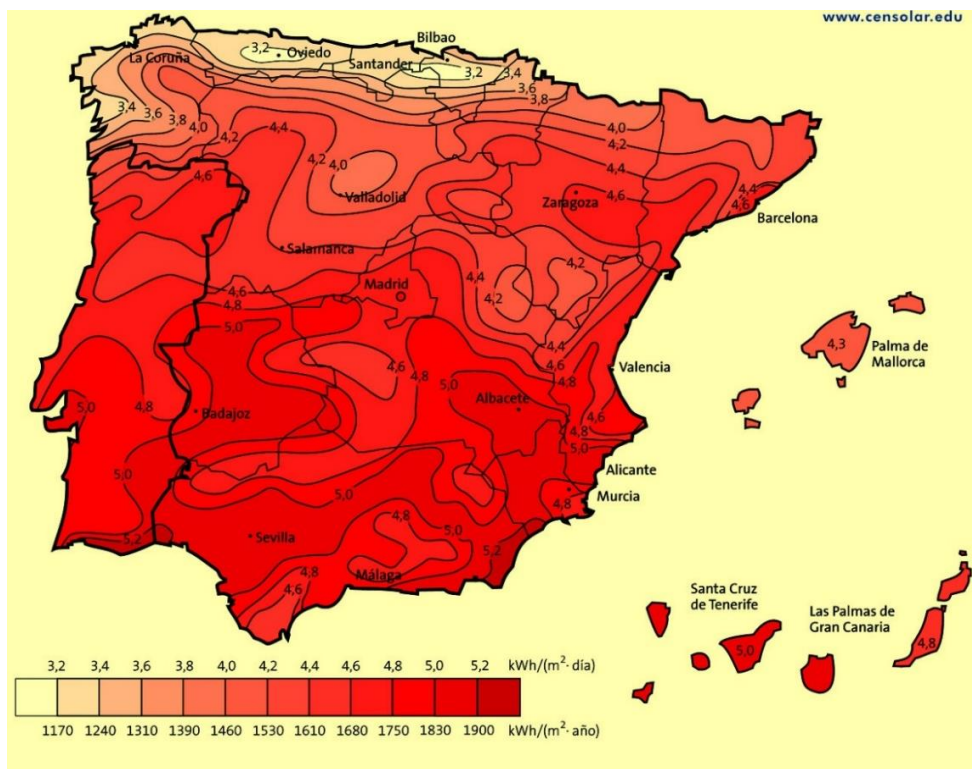 www.censolar.edu
Bilbao
3,2
Oviedo
La Coruña
Santander
3,2
3,4
3,6
3,8
3,4
3,6
3,8
4,0
4,2
4,4
4,2
4,0
4,0
4,2
4,4
4,6
Valladolid
Zaragoza
4,6
4,4
4,6
Barcelona
Salamanca
4,4
4,2
4,2
Madrid
4,6
4,8
5,0
4,3
Palma de
Mallorca
4,4
4,6
4,8
Valencia
4,6
4,8
5,0
Albacete
5,0
4,8
Badajoz
4,6
4,8
5,0
Alicante
5,0
5,0
Murcia
4,8
4,8
5,0
5,2
Sevilla
5,2
4,8
4,6
Málaga
Santa Cruz
de Tenerife
Las Palmas de
Gran Canaria
5,0
4,8
3,2 3,4 3,6 3,8 4,0 4,2 4,4 4,6 4,8 5,0 5,2 kWh/(m²· día)
1170 1240 1310 1390 1460 1530 1610 1680 1750 1830 1900 kWh/(m²· año)